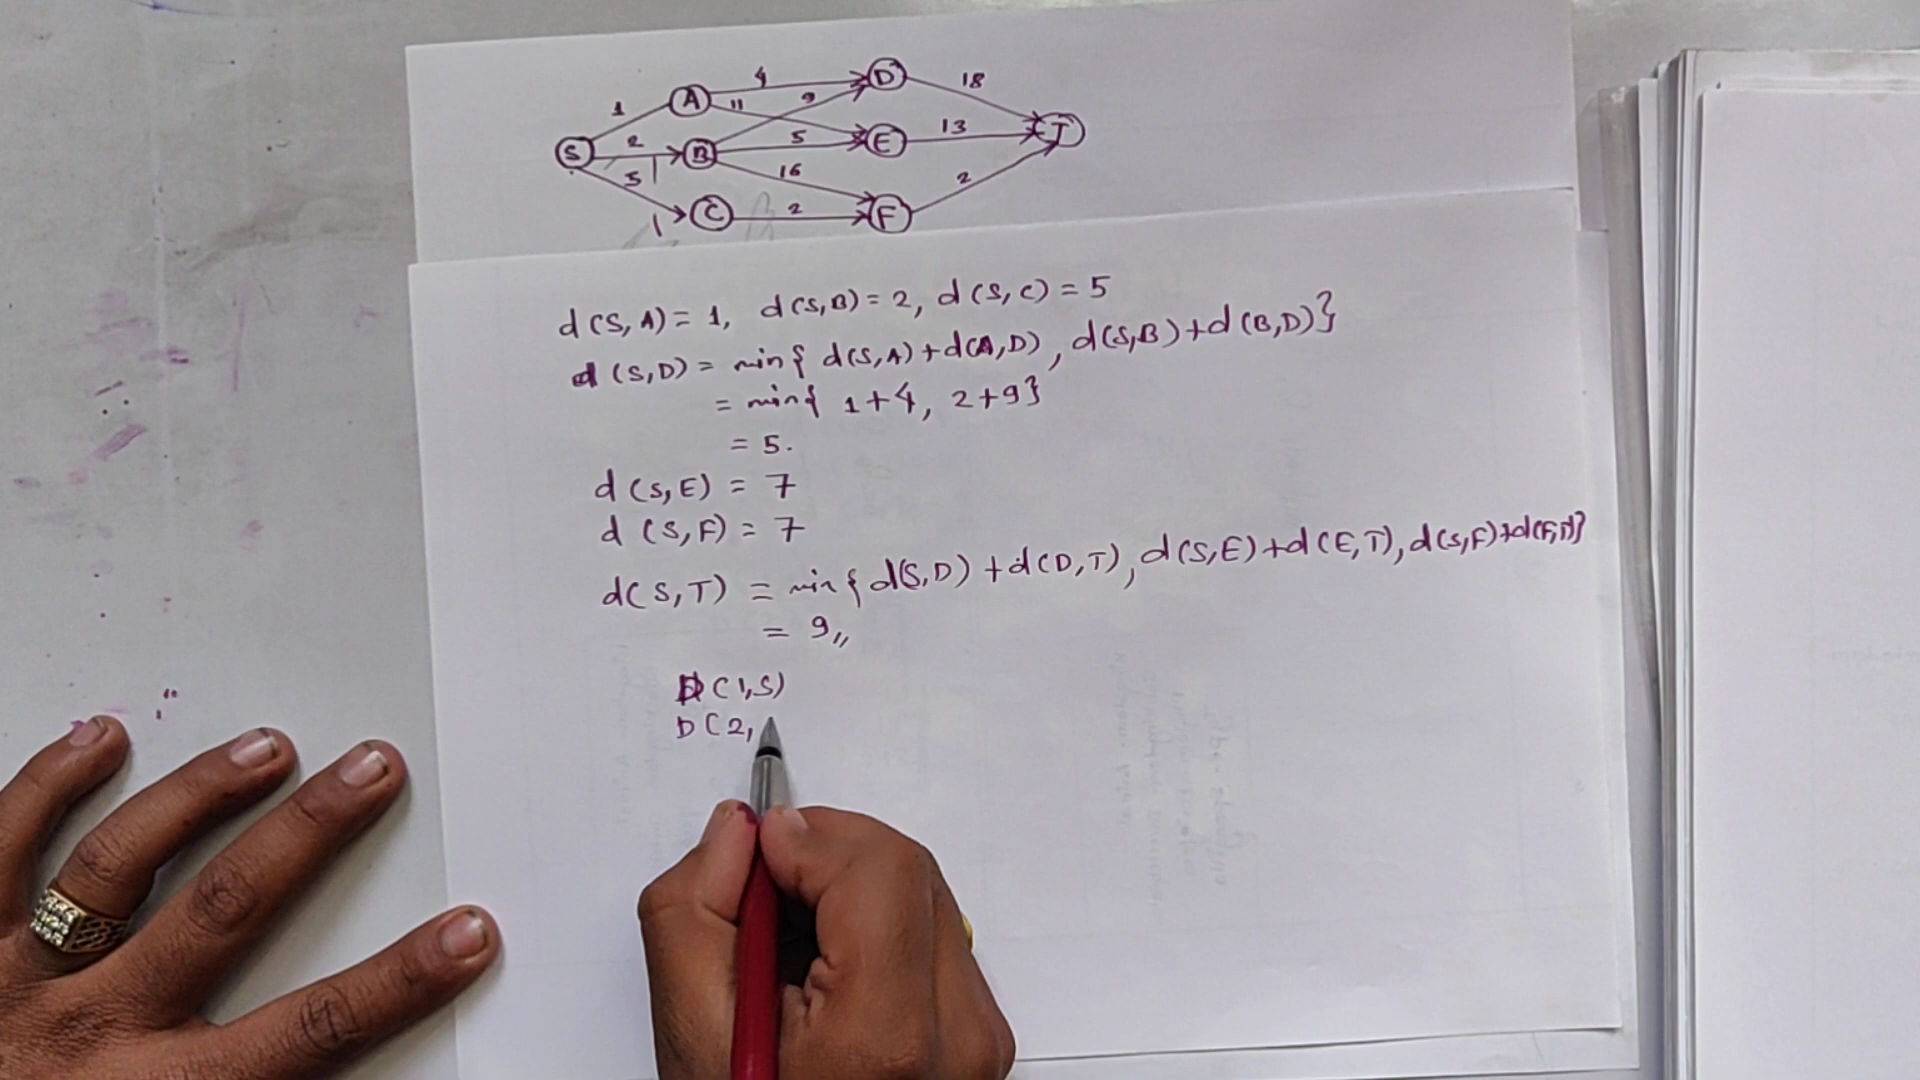 1 4 D 18
A 11 9
S 2 B 5 E 13 T
5 16 2
C 2 F
d(S,A) = 1, d(S,B) = 2, d(S,C) = 5
d(S,D) = min{ d(S,A)+d(A,D), d(S,B)+d(B,D)}
= min{ 1+4, 2+9}
= 5.
d(S,E) = 7
d(S,F) = 7
d(S,T) = min{ d(S,D) + d(D,T), d(S,E)+d(E,T), d(S,F)+d(F,T)}
= 9,,
D(1,S)
D(2,